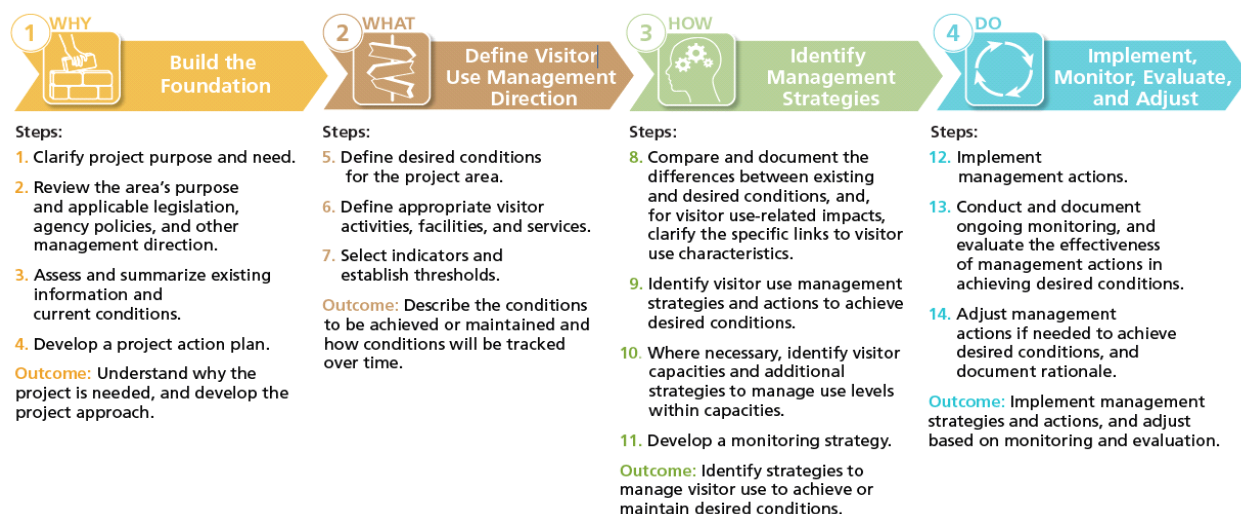 1
WHY
Build the
Foundation
Steps:
1. Clarify project purpose and need.
2. Review the area’s purpose
and applicable legislation,
agency policies, and other
management direction.
3. Assess and summarize existing
information and
current conditions.
4. Develop a project action plan.
Outcome: Understand why the
project is needed, and develop the
project approach.
2
WHAT
Define Visitor
Use Management
Direction
Steps:
5. Define desired conditions
for the project area.
6. Define appropriate visitor
activities, facilities, and services.
7. Select indicators and
establish thresholds.
Outcome: Describe the conditions
to be achieved or maintained and
how conditions will be tracked
over time.
3
HOW
Identify
Management
Strategies
Steps:
8. Compare and document the
differences between existing
and desired conditions, and,
for visitor use-related impacts,
clarify the specific links to visitor
use characteristics.
9. Identify visitor use management
strategies and actions to achieve
desired conditions.
10. Where necessary, identify visitor
capacities and additional
strategies to manage use levels
within capacities.
11. Develop a monitoring strategy.
Outcome: Identify strategies to
manage visitor use to achieve or
maintain desired conditions.
4
DO
Implement,
Monitor, Evaluate,
and Adjust
Steps:
12. Implement
management actions.
13. Conduct and document
ongoing monitoring, and
evaluate the effectiveness
of management actions in
achieving desired conditions.
14. Adjust management
actions if needed to achieve
desired conditions, and
document rationale.
Outcome: Implement management
strategies and actions, and adjust
based on monitoring and evaluation.